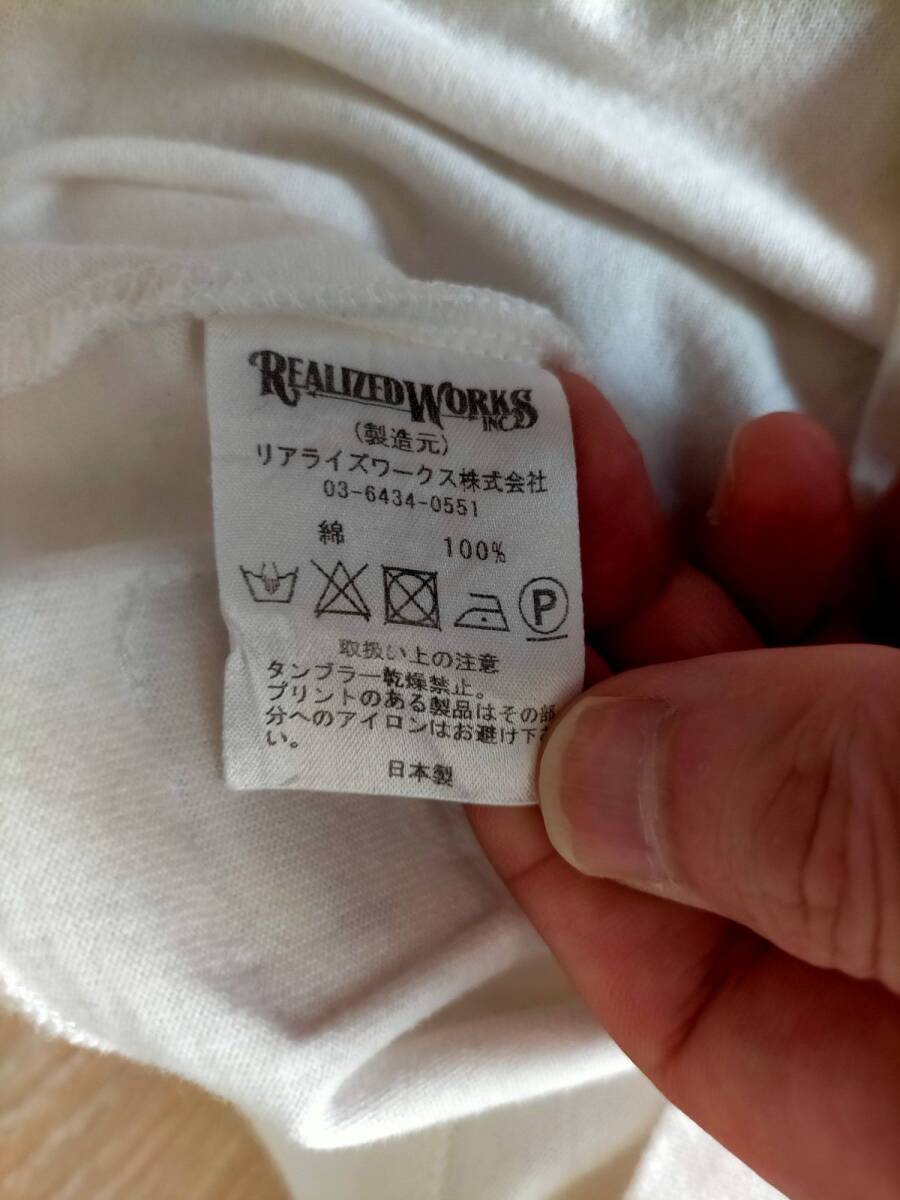 REALIZED WORKS INC.
(製造元)
リアライズワークス株式会社
03-6434-0551
綿 100%
P
取扱い上の注意
タンブラー乾燥禁止。
プリントのある製品はその部
分へのアイロンはお避け下さ
い。
日本製